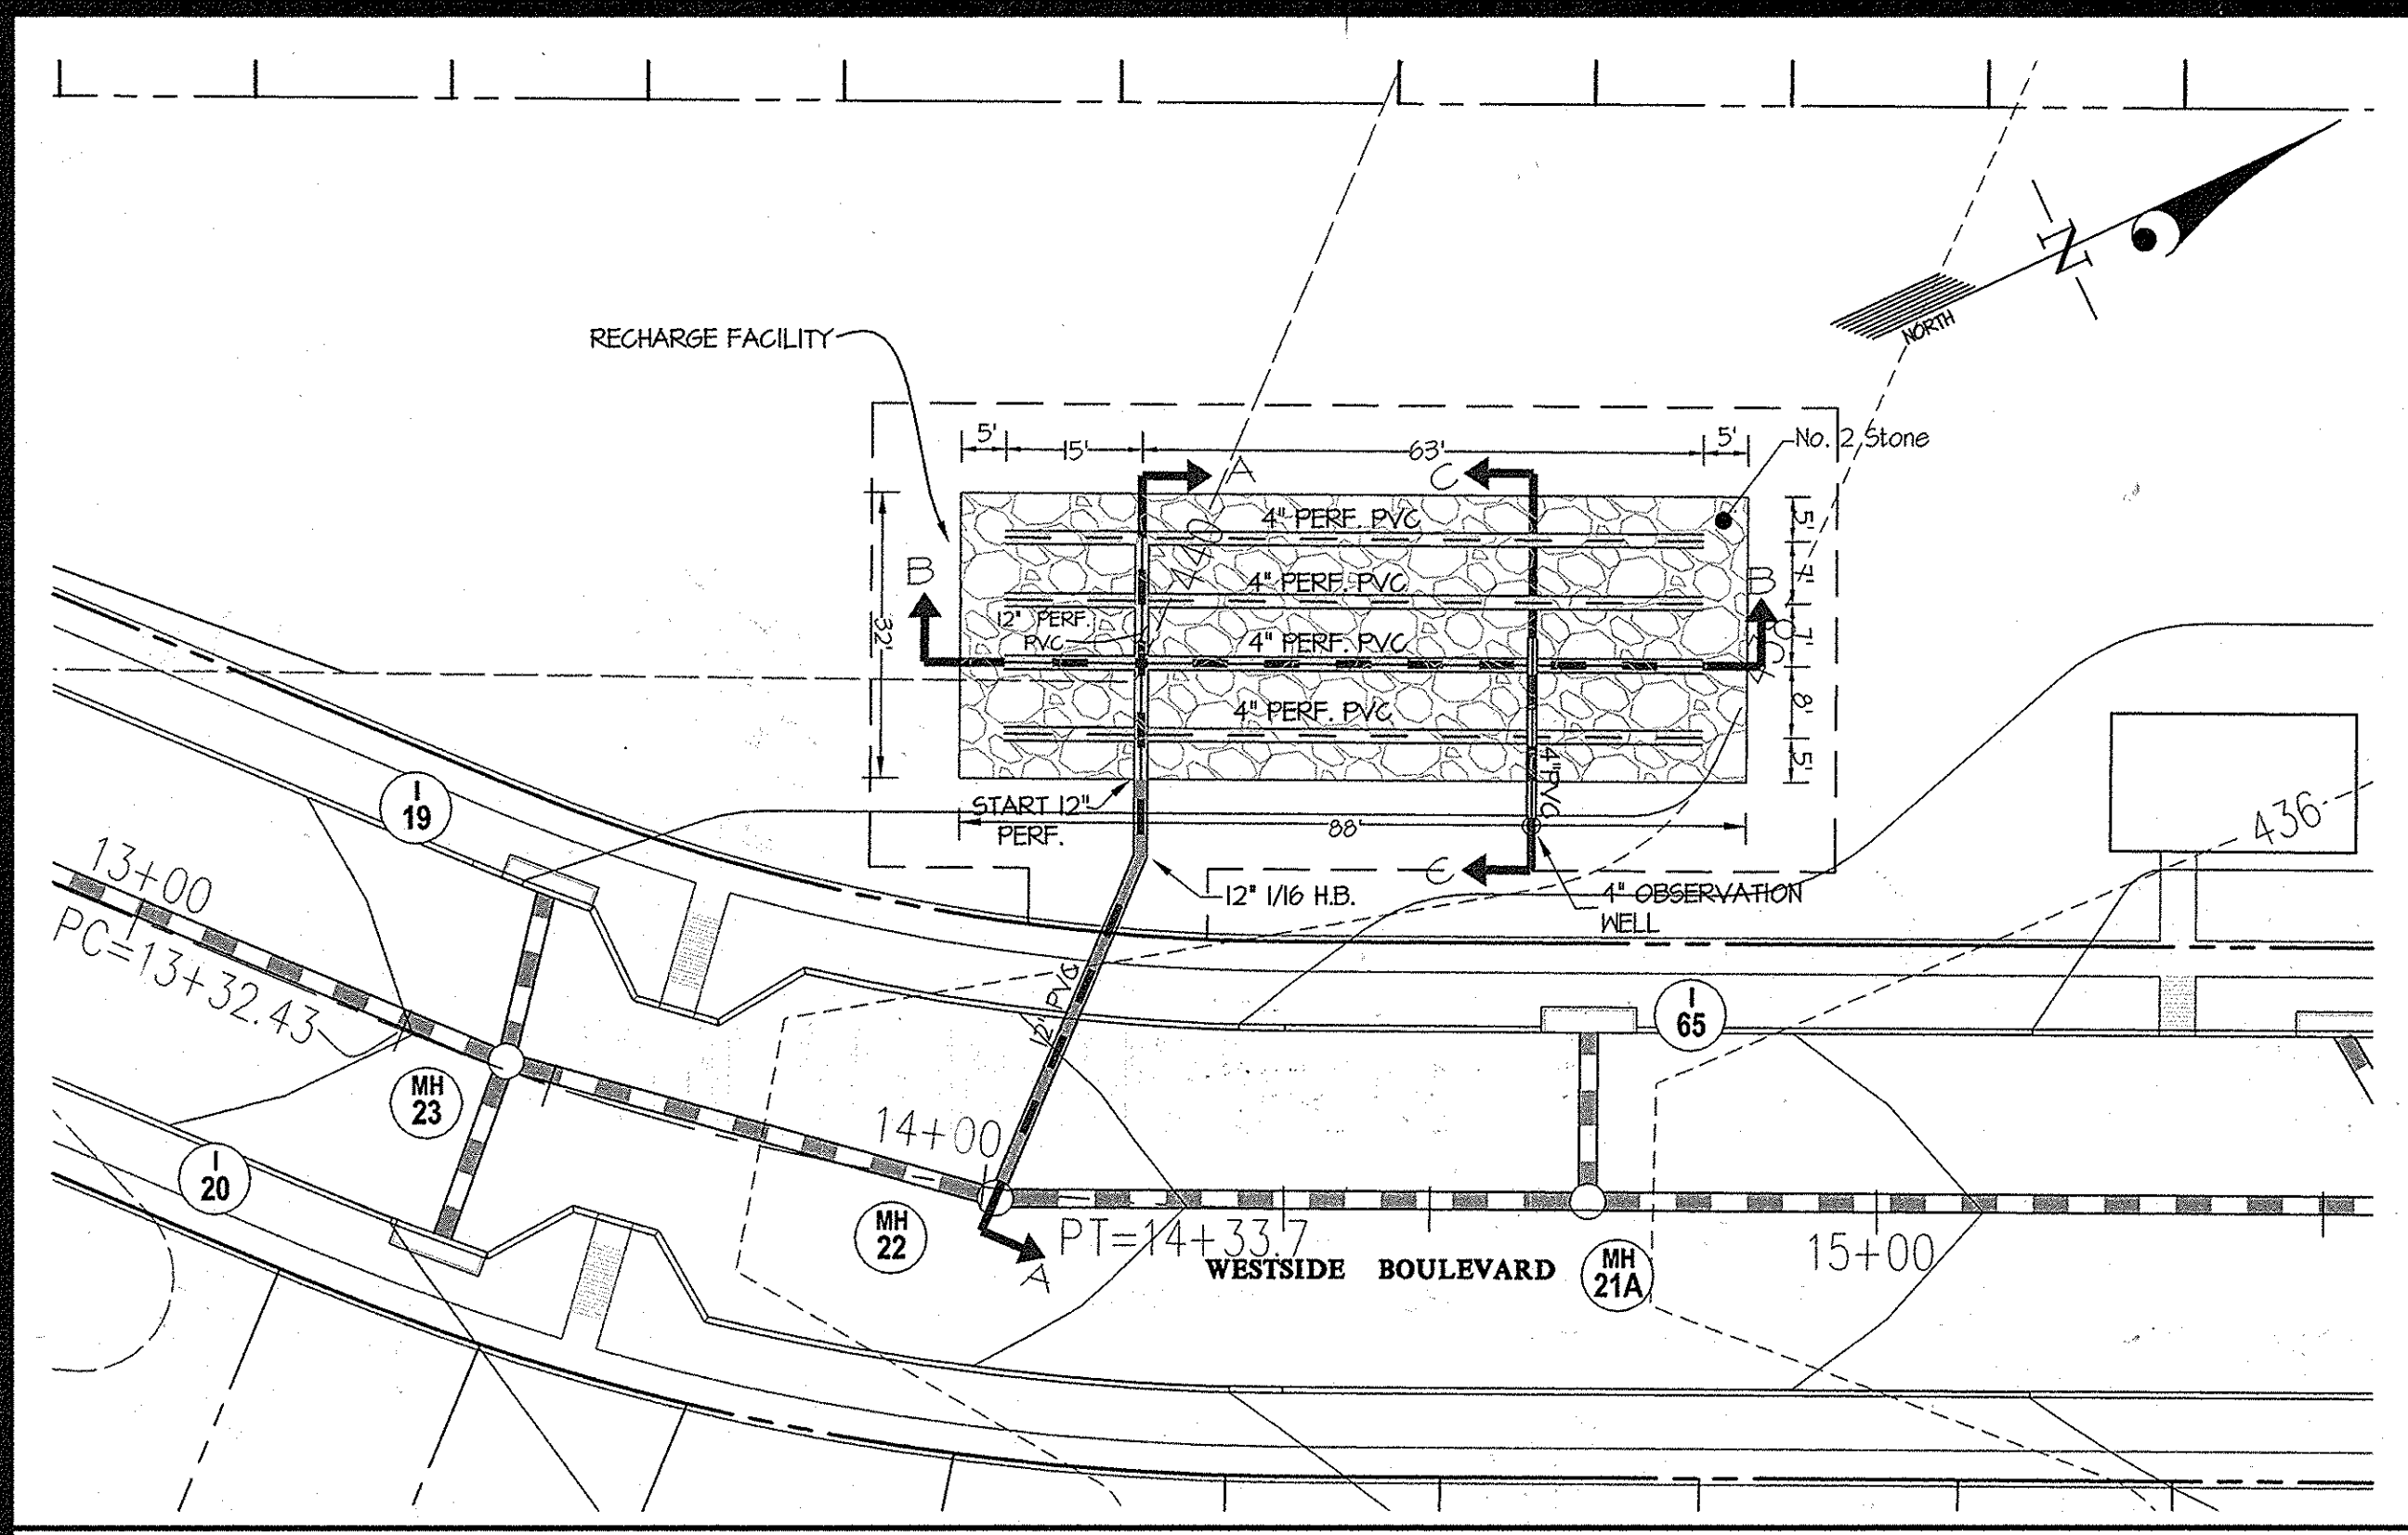 N
NORTH
RECHARGE FACILITY
5'
15'
63'
5'
No. 2 Stone
A
C
4" PERF. PVC
5'
440
B
4" PERF. PVC
7'
B
12" PERF.
PVC
32'
4" PERF. PVC
7'
438
4" PERF. PVC
8'
4" PVC
5'
START 12"
PERF.
88'
I
19
436
13+00
C
12" 1/16 H.B.
4" OBSERVATION
WELL
PC=13+32.43
12" PVC
I
65
MH
23
14+00
I
20
MH
22
PT=14+33.7
15+00
A
WESTSIDE BOULEVARD
MH
21A